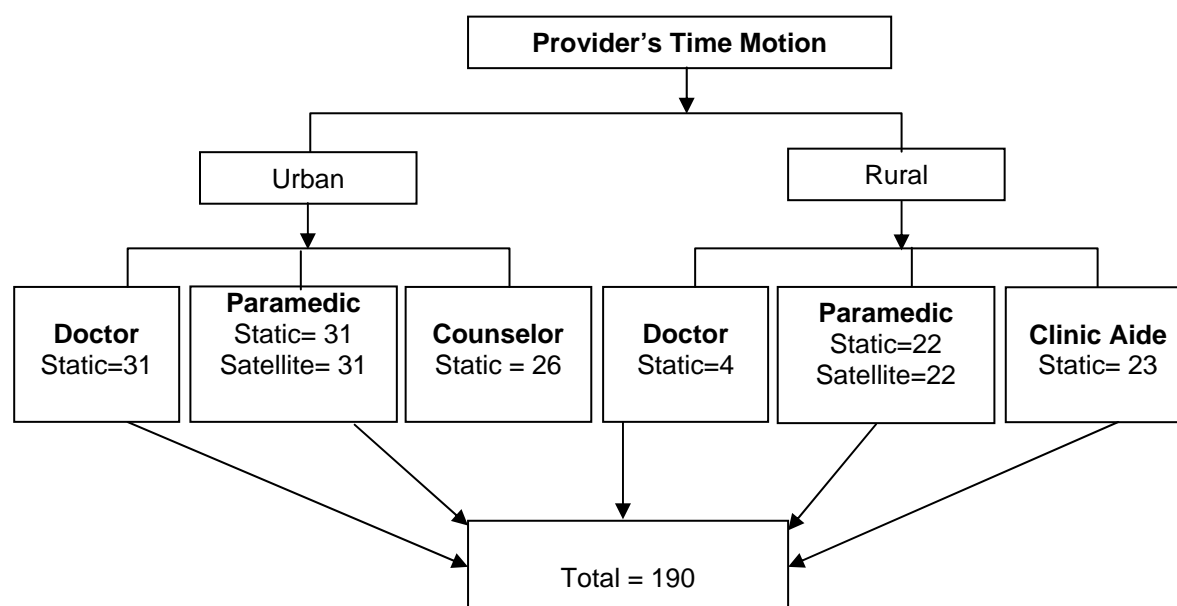 Provider’s Time Motion
Urban
Rural
Doctor
Static=31
Paramedic
Static= 31
Satellite= 31
Counselor
Static = 26
Doctor
Static=4
Paramedic
Static=22
Satellite=22
Clinic Aide
Static= 23
Total = 190